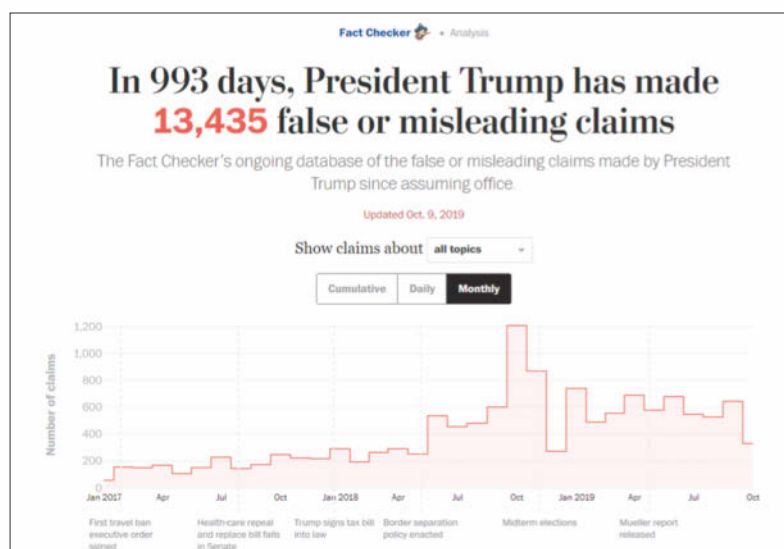 Fact Checker • Analysis
In 993 days, President Trump has made
13,435 false or misleading claims
The Fact Checker's ongoing database of the false or misleading claims made by President
Trump since assuming office.
Updated Oct. 9, 2019
Show claims about all topics
Cumulative Daily Monthly
Number of claims
1,200
1,000
800
600
400
200
0
Jan 2017 Apr Jul Oct Jan 2018 Apr Jul Oct Jan 2019 Apr Jul Oct
First travel ban Health-care repeal Trump signs tax bill Border separation Midterm elections Mueller report
executive order and replace bill fails into law policy enacted released
signed in Senate